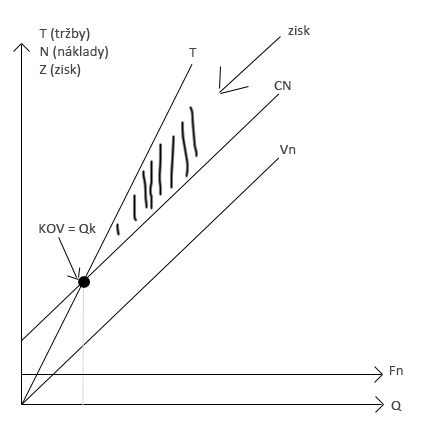 T (tržby)
N (náklady)
Z (zisk)
zisk
T
CN
Vn
KOV = Qk
Fn
Q